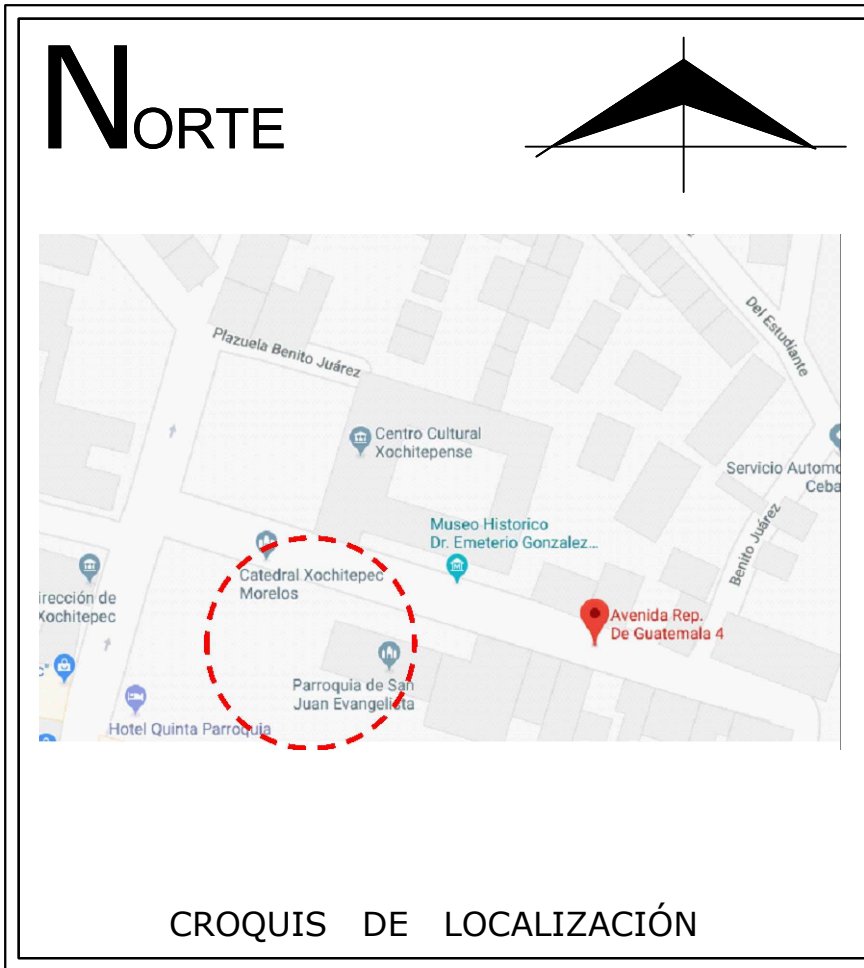 NORTE
Plazuela Benito Juárez
Del Estudiante
Centro Cultural
Xochitepense
Servicio Automo
Ceba
Museo Historico
Dr. Emeterio Gonzalez...
Benito Juárez
Catedral Xochitepec
Morelos
irección de
Xochitepec
Avenida Rep.
De Guatemala 4
c"
Parroquia de San
Juan Evangelista
Hotel Quinta Parroquia
CROQUIS DE LOCALIZACIÓN